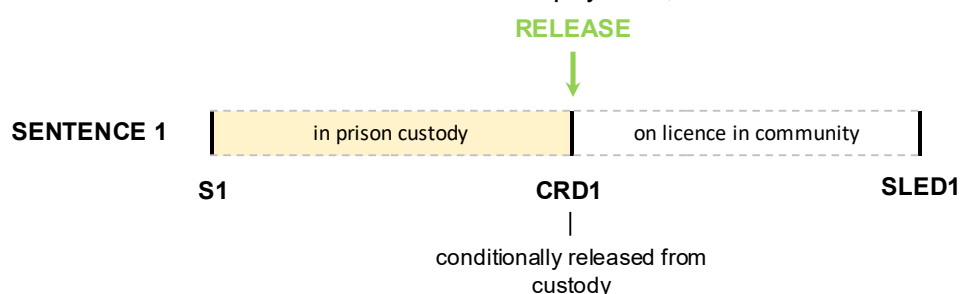 RELEASE
SENTENCE 1
in prison custody
on licence in community
S1
CRD1
SLED1
conditionally released from
custody